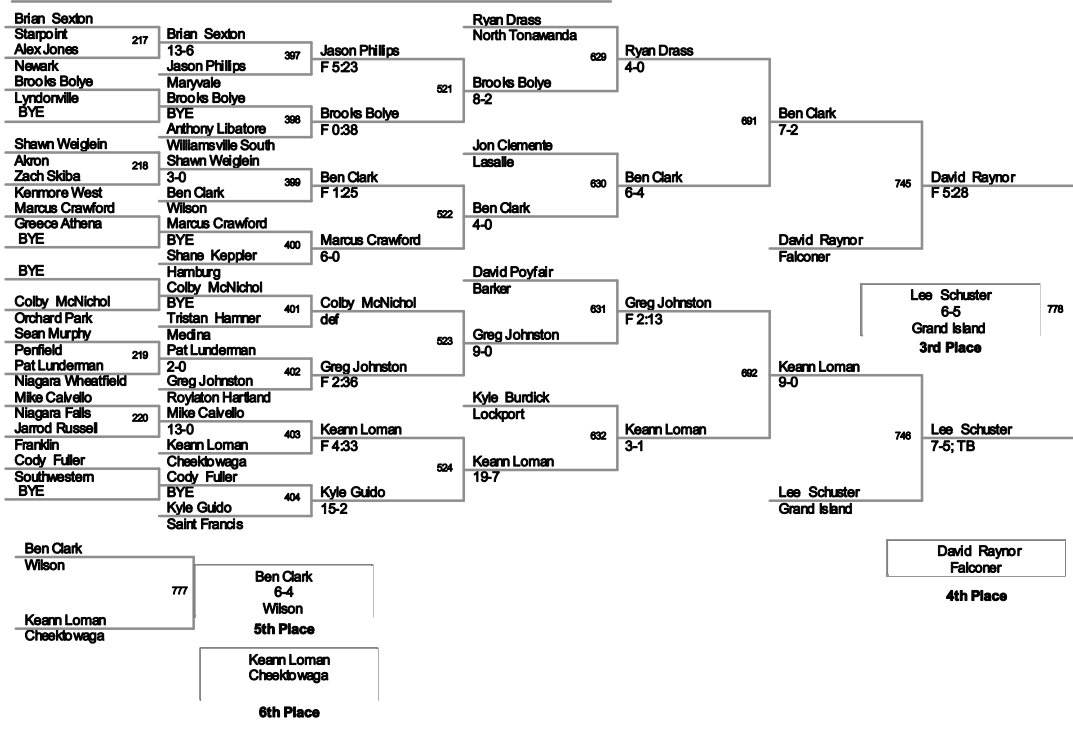 Brian Sexton
Starpoint
217
Alex Jones
Newark
Brooks Bolye
Lyndonville
BYE
Shawn Weiglein
Akron
218
Zach Skiba
Kenmore West
Marcus Crawford
Greece Athena
BYE
BYE
Colby McNichol
Orchard Park
Sean Murphy
Penfield
219
Pat Lunderman
Niagara Wheatfield
Mike Calvello
Niagara Falls
220
Jarrod Russell
Franklin
Cody Fuller
Southwestern
BYE
Brian Sexton
13-6
397
Jason Phillips
Maryvale
Brooks Bolye
BYE
398
Anthony Libatore
Williamsville South
Shawn Weiglein
3-0
399
Ben Clark
Wilson
Marcus Crawford
BYE
400
Shane Keppler
Hamburg
Colby McNichol
BYE
401
Tristan Hamner
Medina
Pat Lunderman
2-0
402
Greg Johnston
Roylaton Hartland
Mike Calvello
13-0
403
Keann Loman
Cheektowaga
Cody Fuller
BYE
404
Kyle Guido
Saint Francis
Jason Phillips
F 5:23
521
Brooks Bolye
F 0:38
Ben Clark
F 1:25
522
Marcus Crawford
6-0
Colby McNichol
def
523
Greg Johnston
F 2:36
Keann Loman
F 4:33
524
Kyle Guido
15-2
Ryan Drass
North Tonawanda
629
Brooks Bolye
8-2
Jon Clemente
Lasalle
630
Ben Clark
4-0
David Poyfair
Barker
631
Greg Johnston
9-0
Kyle Burdick
Lockport
632
Keann Loman
19-7
Ryan Drass
4-0
691
Ben Clark
6-4
Greg Johnston
F 2:13
692
Keann Loman
3-1
Ben Clark
7-2
745
David Raynor
Falconer
Keann Loman
9-0
746
Lee Schuster
Grand Island
David Raynor
F 5:28
Lee Schuster
6-5
778
Grand Island
3rd Place
Lee Schuster
7-5; TB
David Raynor
Falconer
4th Place
Ben Clark
Wilson
777
Keann Loman
Cheektowaga
Ben Clark
6-4
Wilson
5th Place
Keann Loman
Cheektowaga
6th Place